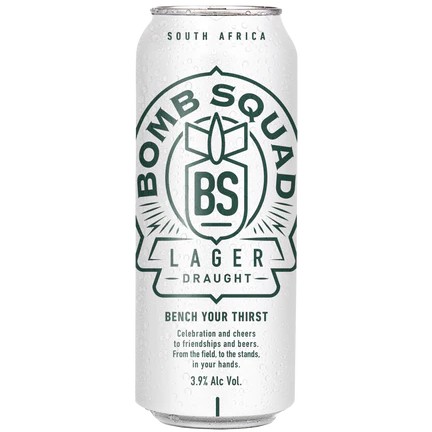 SOUTH AFRICA
BOMB SQUAD
BS
LAGER
DRAUGHT
BENCH YOUR THIRST
Celebration and cheers
to friendships and beers.
From the field, to the stands,
in your hands.
3.9% Alc Vol.